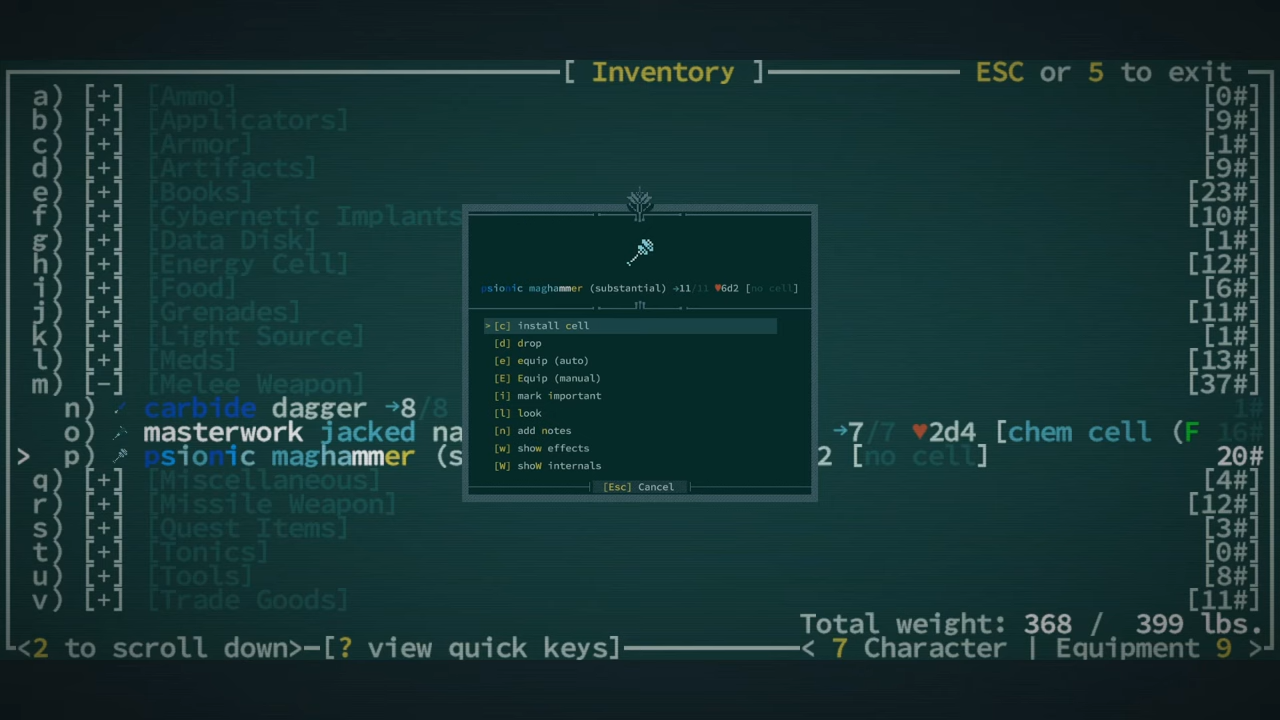 [ Inventory ] ESC or 5 to exit
a) [+] [Ammo] [0#]
b) [+] [Applicators] [9#]
c) [+] [Armor] [1#]
d) [+] [Artifacts] [9#]
e) [+] [Books] [23#]
f) [+] [Cybernetic Implants [10#]
g) [+] [Data Disk] [1#]
h) [+] [Energy Cell] [12#]
i) [+] [Food] [6#]
j) [+] [Grenades] [11#]
k) [+] [Light Source] [1#]
l) [+] [Meds] [13#]
m) [-] [Melee Weapon] [37#]
n) carbide dagger →8/8 1#
o) masterwork jacked na →7/7 ♥2d4 [chem cell (F 16#
> p) psionic maghammer (s 2 [no cell] 20#
q) [+] [Miscellaneous] [4#]
r) [+] [Missile Weapon] [12#]
s) [+] [Quest Items] [3#]
t) [+] [Tonics] [0#]
u) [+] [Tools] [8#]
v) [+] [Trade Goods] [11#]
Total weight: 368 / 399 lbs.
<2 to scroll down> [? view quick keys] < 7 Character | Equipment 9 >
psionic maghammer (substantial) →11/11 ♥6d2 [no cell]
> [c] install cell
[d] drop
[e] equip (auto)
[E] Equip (manual)
[i] mark important
[l] look
[n] add notes
[w] show effects
[W] shoW internals
[Esc] Cancel